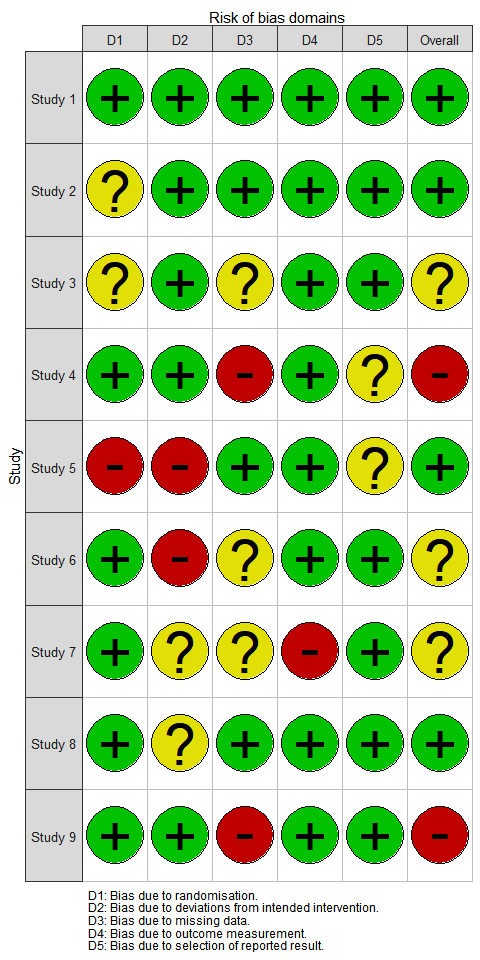 Risk of bias domains
D1 D2 D3 D4 D5 Overall
Study
Study 1 + + + + + +
Study 2 ? + + + + +
Study 3 ? + ? + + ?
Study 4 + + - + ? -
Study 5 - - + + ? +
Study 6 + - ? + + ?
Study 7 + ? ? - + ?
Study 8 + ? + + + +
Study 9 + + - + + -
D1: Bias due to randomisation.
D2: Bias due to deviations from intended intervention.
D3: Bias due to missing data.
D4: Bias due to outcome measurement.
D5: Bias due to selection of reported result.